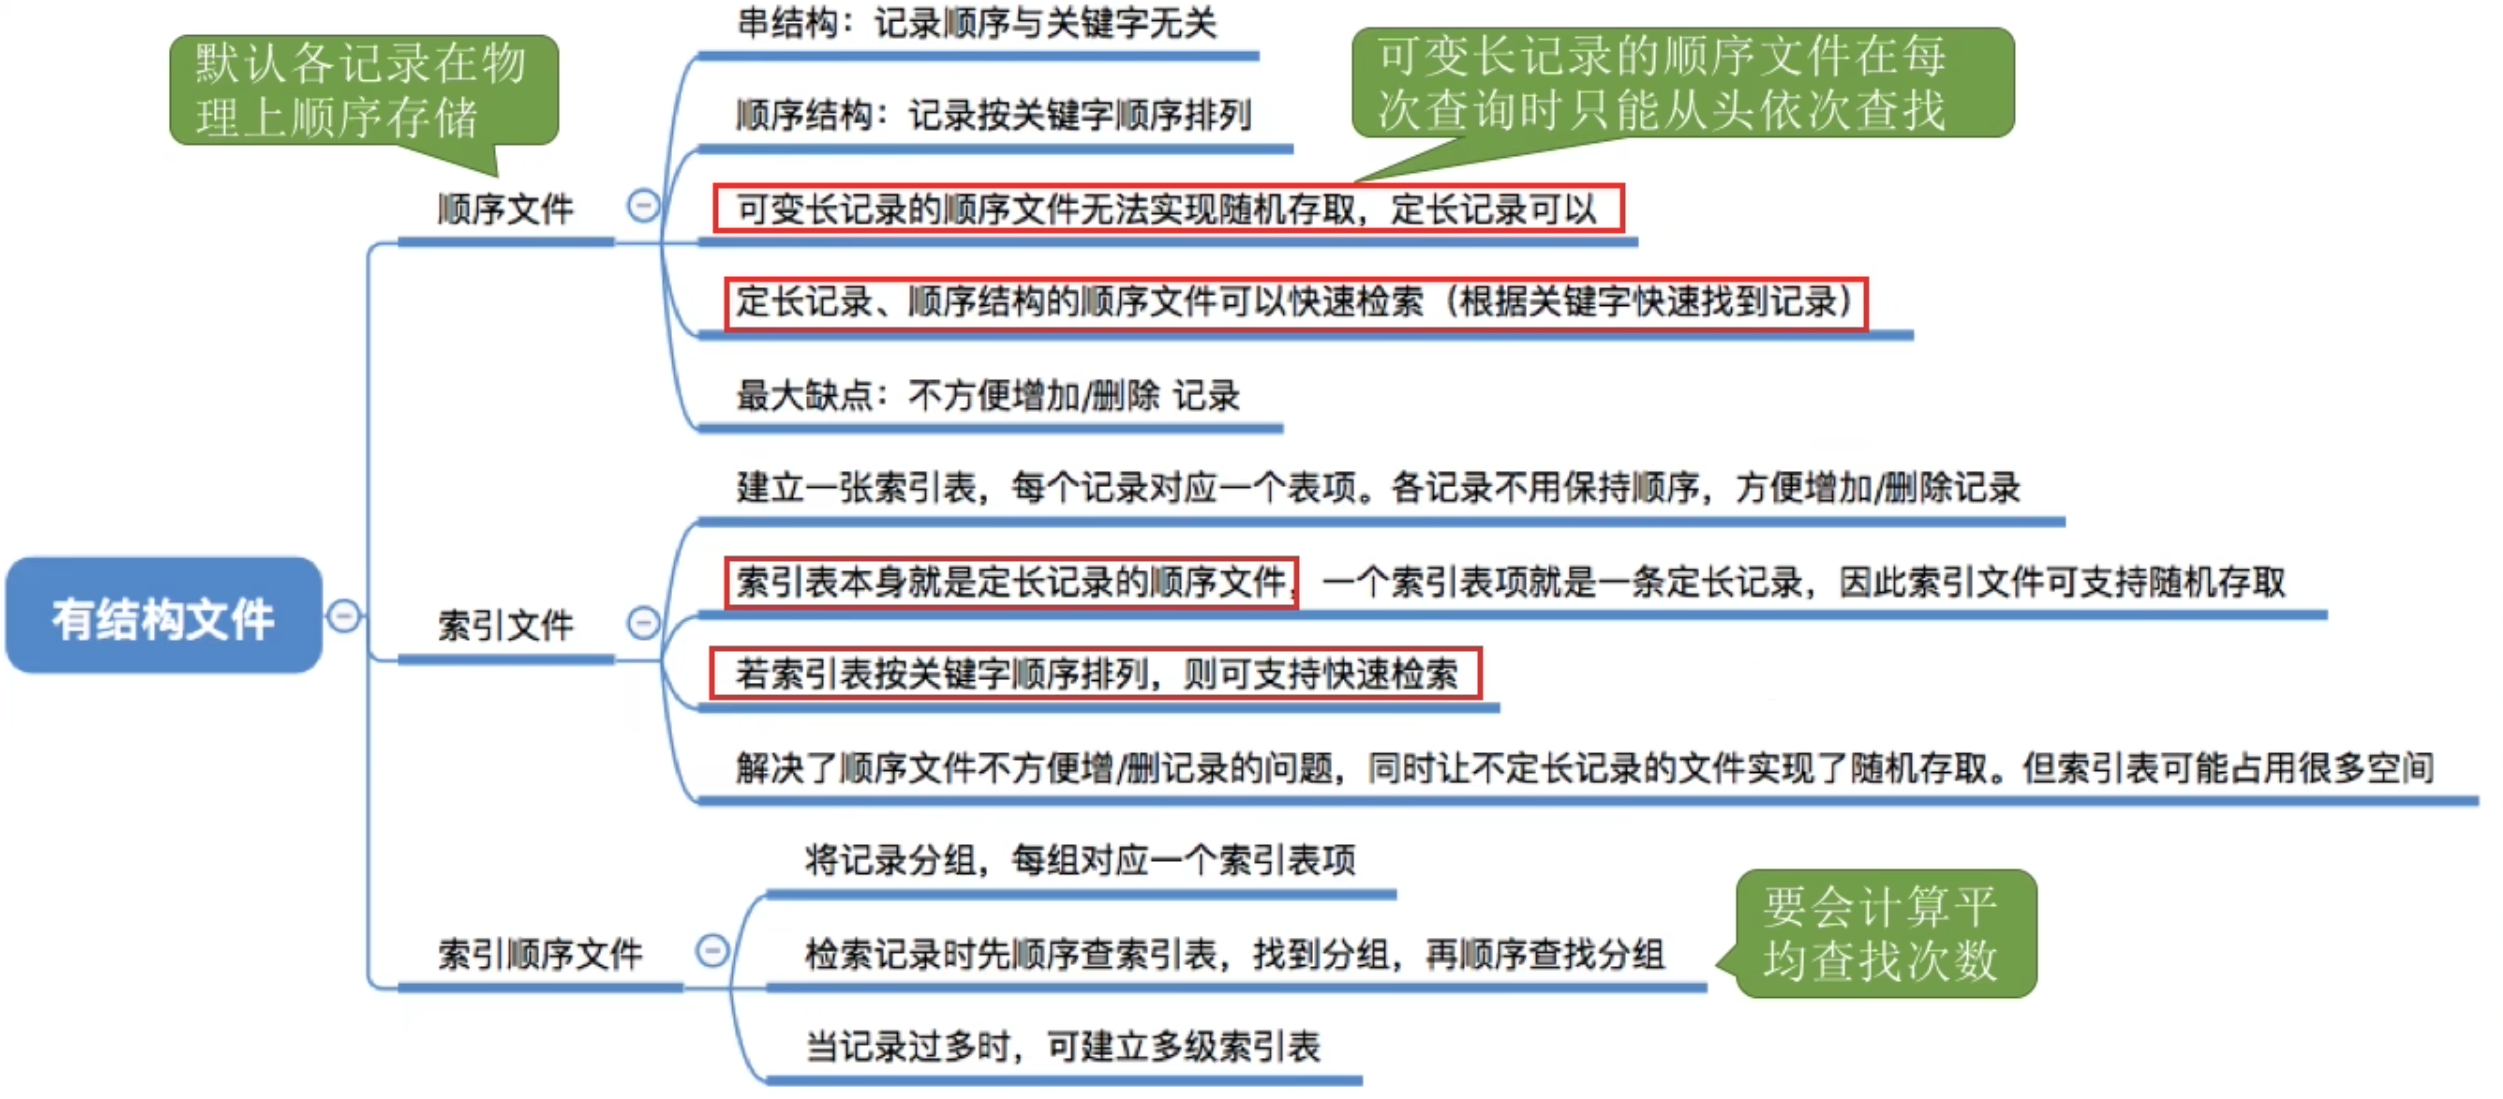 串结构：记录顺序与关键字无关
默认各记录在物
理上顺序存储
可变长记录的顺序文件在每
次查询时只能从头依次查找
顺序结构：记录按关键字顺序排列
顺序文件
可变长记录的顺序文件无法实现随机存取，定长记录可以
定长记录、顺序结构的顺序文件可以快速检索（根据关键字快速找到记录）
最大缺点：不方便增加/删除 记录
有结构文件
索引文件
建立一张索引表，每个记录对应一个表项。各记录不用保持顺序，方便增加/删除记录
索引表本身就是定长记录的顺序文件，一个索引表项就是一条定长记录，因此索引文件可支持随机存取
若索引表按关键字顺序排列，则可支持快速检索
解决了顺序文件不方便增/删记录的问题，同时让不定长记录的文件实现了随机存取。但索引表可能占用很多空间
索引顺序文件
将记录分组，每组对应一个索引表项
检索记录时先顺序查索引表，找到分组，再顺序查找分组
要会计算平
均查找次数
当记录过多时，可建立多级索引表